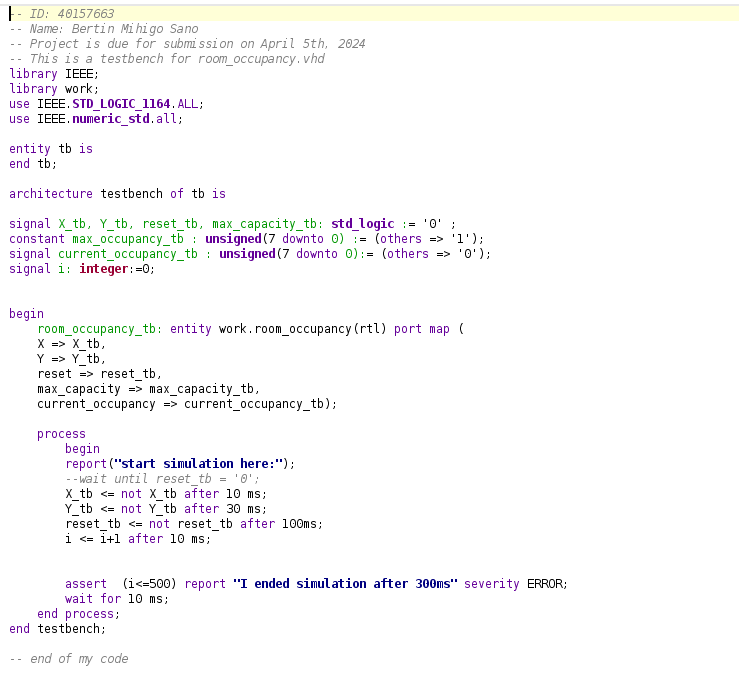 -- ID: 40157663
-- Name: Bertin Mihigo Sano
-- Project is due for submission on April 5th, 2024
-- This is a testbench for room_occupancy.vhd
library IEEE;
library work;
use IEEE.STD_LOGIC_1164.ALL;
use IEEE.numeric_std.all;

entity tb is
end tb;

architecture testbench of tb is

signal X_tb, Y_tb, reset_tb, max_capacity_tb: std_logic := '0' ;
constant max_occupancy_tb : unsigned(7 downto 0) := (others => '1');
signal current_occupancy_tb : unsigned(7 downto 0):= (others => '0');
signal i: integer:=0;


begin
    room_occupancy_tb: entity work.room_occupancy(rtl) port map (
    X => X_tb,
    Y => Y_tb,
    reset => reset_tb,
    max_capacity => max_capacity_tb,
    current_occupancy => current_occupancy_tb);

    process
        begin
        report("start simulation here:");
        --wait until reset_tb = '0';
        X_tb <= not X_tb after 10 ms;
        Y_tb <= not Y_tb after 30 ms;
        reset_tb <= not reset_tb after 100ms;
        i <= i+1 after 10 ms;


        assert  (i<=500) report "I ended simulation after 300ms" severity ERROR;
        wait for 10 ms;
    end process;
end testbench;

-- end of my code